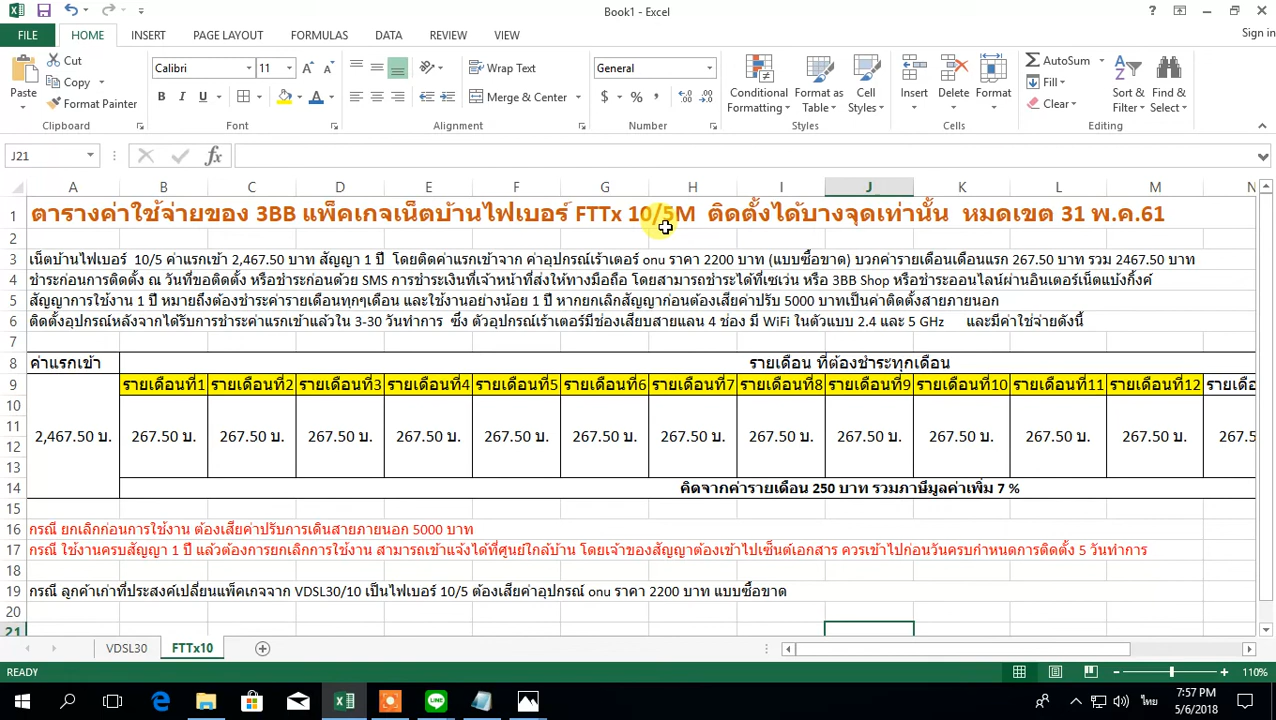 Book1 - Excel
Sign in
FILE HOME INSERT PAGE LAYOUT FORMULAS DATA REVIEW VIEW
Paste Cut Copy Format Painter
Calibri 11 B I U A
Wrap Text Merge & Center
General $ % ,
Conditional Formatting Format as Table Cell Styles
Insert Delete Format
AutoSum Fill Clear Sort & Filter Find & Select
Clipboard Font Alignment Number Styles Cells Editing
J21 fx
A B C D E F G H I J K L M N
1 ตารางค่าใช้จ่ายของ 3BB แพ็คเกจเน็ตบ้านไฟเบอร์ FTTx 10/5M ติดตั้งได้บางจุดเท่านั้น หมดเขต 31 พ.ค.61
2
3 เน็ตบ้านไฟเบอร์ 10/5 ค่าแรกเข้า 2,467.50 บาท สัญญา 1 ปี โดยติดค่าแรกเข้าจาก ค่าอุปกรณ์เร้าเตอร์ onu ราคา 2200 บาท (แบบซื้อขาด) บวกค่ารายเดือนเดือนแรก 267.50 บาท รวม 2467.50 บาท
4 ชำระก่อนการติดตั้ง ณ วันที่ขอติดตั้ง หรือชำระก่อนด้วย SMS การชำระเงินที่เจ้าหน้าที่ส่งให้ทางมือถือ โดยสามารถชำระได้ที่เซเว่น หรือ 3BB Shop หรือชำระออนไลน์ผ่านอินเตอร์เน็ตแบ้งกิ้งค์
5 สัญญาการใช้งาน 1 ปี หมายถึงต้องชำระค่ารายเดือนทุกๆเดือน และใช้งานอย่างน้อย 1 ปี หากยกเลิกสัญญาก่อนต้องเสียค่าปรับ 5000 บาทเป็นค่าติดตั้งสายภายนอก
6 ติดตั้งอุปกรณ์หลังจากได้รับการชำระค่าแรกเข้าแล้วใน 3-30 วันทำการ ซึ่ง ตัวอุปกรณ์เร้าเตอร์มีช่องเสียบสายแลน 4 ช่อง มี WiFi ในตัวแบบ 2.4 และ 5 GHz และมีค่าใช้จ่ายดังนี้
7
8 ค่าแรกเข้า รายเดือน ที่ต้องชำระทุกเดือน
9 รายเดือนที่1 รายเดือนที่2 รายเดือนที่3 รายเดือนที่4 รายเดือนที่5 รายเดือนที่6 รายเดือนที่7 รายเดือนที่8 รายเดือนที่9 รายเดือนที่10 รายเดือนที่11 รายเดือนที่12 รายเดือ
10
11
2,467.50 บ. 267.50 บ. 267.50 บ. 267.50 บ. 267.50 บ. 267.50 บ. 267.50 บ. 267.50 บ. 267.50 บ. 267.50 บ. 267.50 บ. 267.50 บ. 267.50 บ. 267.5
12
13
14 คิดจากค่ารายเดือน 250 บาท รวมภาษีมูลค่าเพิ่ม 7 %
15
16 กรณี ยกเลิกก่อนการใช้งาน ต้องเสียค่าปรับการเดินสายภายนอก 5000 บาท
17 กรณี ใช้งานครบสัญญา 1 ปี แล้วต้องการยกเลิกการใช้งาน สามารถเข้าแจ้งได้ที่ศูนย์ใกล้บ้าน โดยเจ้าของสัญญาต้องเข้าไปเซ็นต์เอกสาร ควรเข้าไปก่อนวันครบกำหนดการติดตั้ง 5 วันทำการ
18
19 กรณี ลูกค้าเก่าที่ประสงค์เปลี่ยนแพ็คเกจจาก VDSL30/10 เป็นไฟเบอร์ 10/5 ต้องเสียค่าอุปกรณ์ onu ราคา 2200 บาท แบบซื้อขาด
20
21
VDSL30 FTTx10
READY 110%
ไทย 7:57 PM
5/6/2018